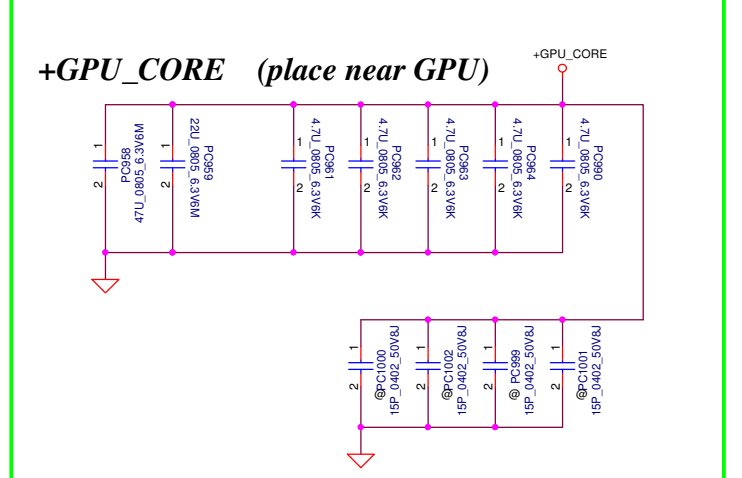 +GPU_CORE (place near GPU)
+GPU_CORE
1
2
PC958
47U_0805_6.3V6M
1
2
PC959
22U_0805_6.3V6M
1
2
PC961
4.7U_0805_6.3V6K
1
2
PC962
4.7U_0805_6.3V6K
1
2
PC963
4.7U_0805_6.3V6K
1
2
PC964
4.7U_0805_6.3V6K
1
2
PC990
4.7U_0805_6.3V6K
1
2
@PC1000
15P_0402_50V8J
1
2
@PC1002
15P_0402_50V8J
1
2
@ PC999
15P_0402_50V8J
1
2
@PC1001
15P_0402_50V8J